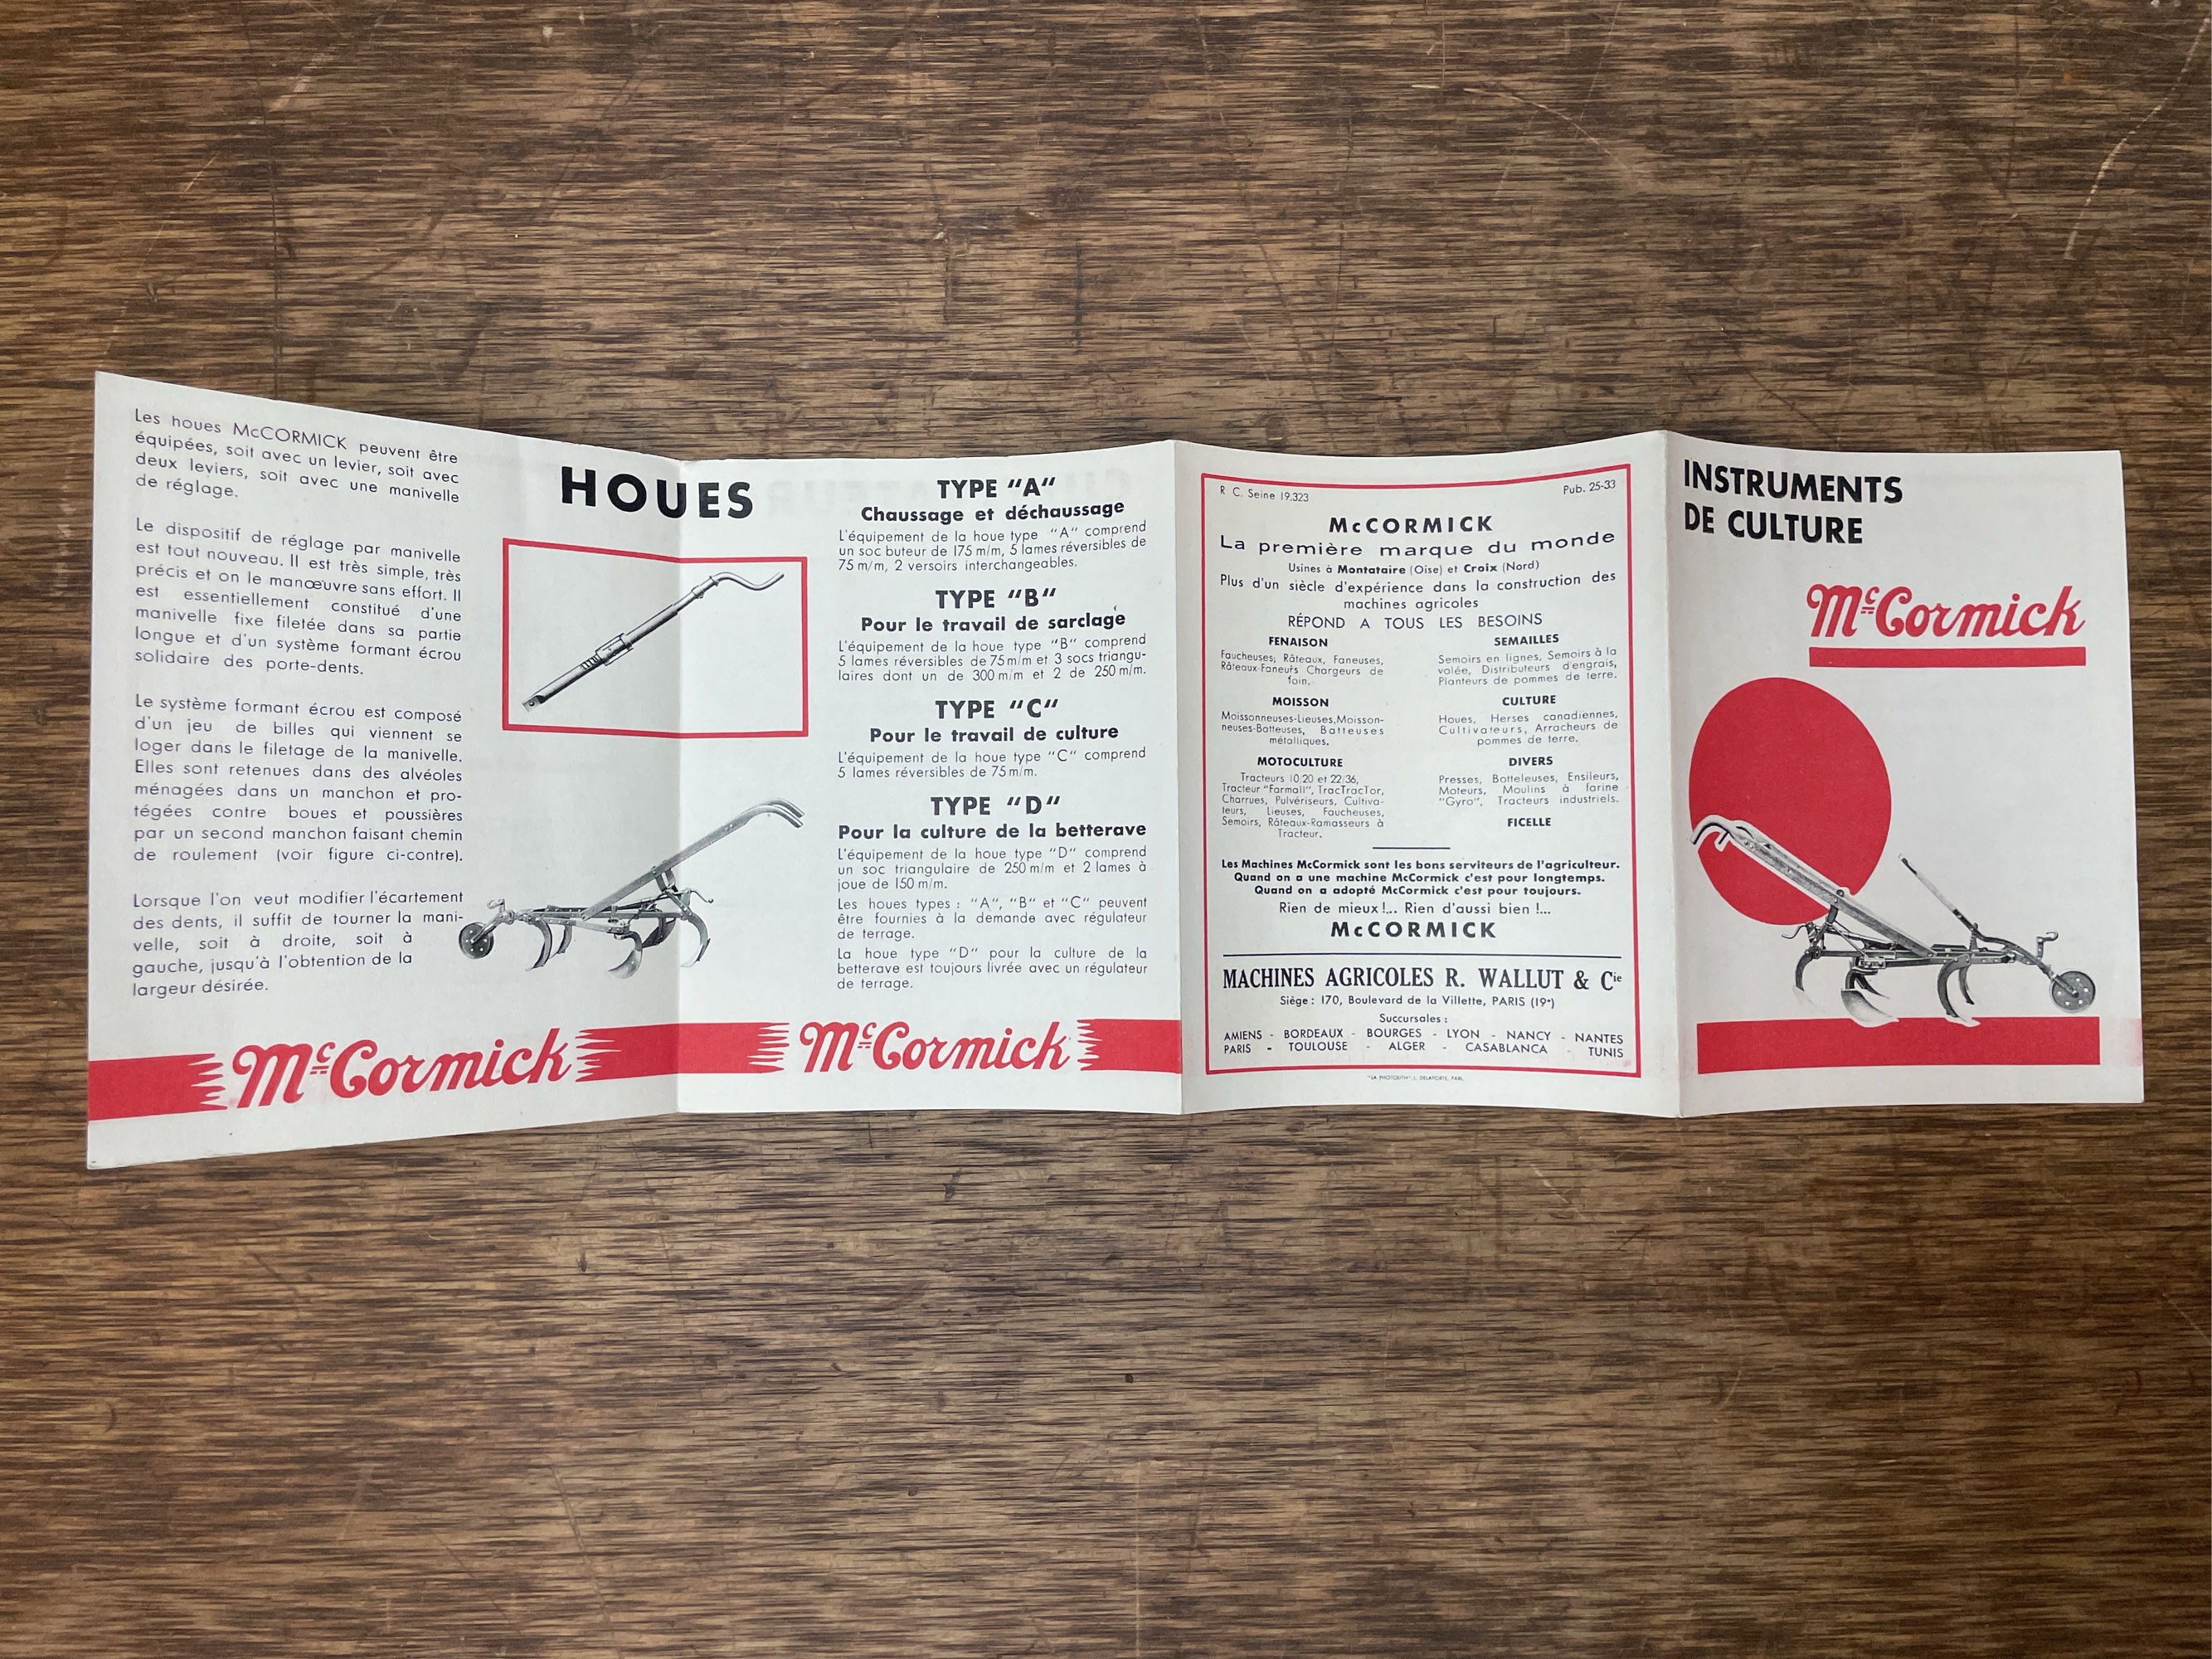 Les houes McCORMICK peuvent être
équipées, soit avec un levier, soit avec
deux leviers, soit avec une manivelle
de réglage.
Le dispositif de réglage par manivelle
est tout nouveau. Il est très simple, très
précis et on le manœuvre sans effort. Il
est essentiellement constitué d'une
manivelle fixe filetée dans sa partie
longue et d'un système formant écrou
solidaire des porte-dents.
Le système formant écrou est composé
d'un jeu de billes qui viennent se
loger dans le filetage de la manivelle.
Elles sont retenues dans des alvéoles
ménagées dans un manchon et pro-
tégées contre boues et poussières
par un second manchon faisant chemin
de roulement (voir figure ci-contre).
Lorsque l'on veut modifier l'écartement
des dents, il suffit de tourner la mani-
velle, soit à droite, soit à
gauche, jusqu'à l'obtention de la
largeur désirée.
McCormick
HOUES
TYPE "A"
Chaussage et déchaussage
L'équipement de la houe type "A" comprend
un soc buteur de 175 m/m, 5 lames réversibles de
75 m/m, 2 versoirs interchangeables.
TYPE "B"
Pour le travail de sarclage
L'équipement de la houe type "B" comprend
5 lames réversibles de 75 m/m et 3 socs triangu-
laires dont un de 300 m/m et 2 de 250 m/m.
TYPE "C"
Pour le travail de culture
L'équipement de la houe type "C" comprend
5 lames réversibles de 75 m/m.
TYPE "D"
Pour la culture de la betterave
L'équipement de la houe type "D" comprend
un soc triangulaire de 250 m/m et 2 lames à
joue de 150 m/m.
Les houes types : "A", "B" et "C" peuvent
être fournies à la demande avec régulateur
de terrage.
La houe type "D" pour la culture de la
betterave est toujours livrée avec un régulateur
de terrage.
McCormick
R C. Seine 19.323
Pub. 25-33
McCORMICK
La première marque du monde
Usines à Montataire (Oise) et Croix (Nord)
Plus d'un siècle d'expérience dans la construction des
machines agricoles
RÉPOND A TOUS LES BESOINS
FENAISON
Faucheuses, Râteaux, Faneuses,
Râteaux-Faneurs Chargeurs de
foin.
MOISSON
Moissonneuses-Lieuses, Moisson-
neuses-Batteuses, Batteuses
métalliques.
MOTOCULTURE
Tracteurs 10/20 et 22/36,
Tracteur "Farmall", TracTracTor,
Charrues, Pulvériseurs, Cultiva-
teurs, Lieuses, Faucheuses,
Semoirs, Râteaux-Ramasseurs à
Tracteur.
SEMAILLES
Semoirs en lignes, Semoirs à la
volée, Distributeurs d'engrais,
Planteurs de pommes de terre.
CULTURE
Houes, Herses canadiennes,
Cultivateurs, Arracheurs de
pommes de terre.
DIVERS
Presses, Botteleuses, Ensileurs,
Moteurs, Moulins à farine
"Gyro", Tracteurs industriels.
FICELLE
Les Machines McCormick sont les bons serviteurs de l'agriculteur.
Quand on a une machine McCormick c'est pour longtemps.
Quand on a adopté McCormick c'est pour toujours.
Rien de mieux !... Rien d'aussi bien !...
McCORMICK
MACHINES AGRICOLES R. WALLUT & Cie
Siège : 170, Boulevard de la Villette, PARIS (19e)
Succursales :
AMIENS - BORDEAUX - BOURGES - LYON - NANCY - NANTES
PARIS - TOULOUSE - ALGER - CASABLANCA - TUNIS
DELAPORTE,
INSTRUMENTS
DE CULTURE
McCormick